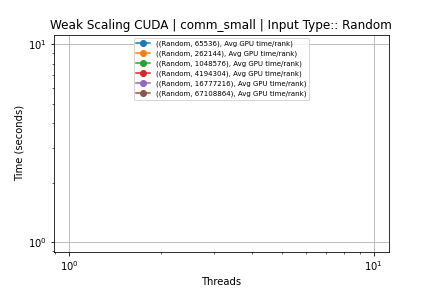 Weak Scaling CUDA | comm_small | Input Type:: Random
10¹
((Random, 65536), Avg GPU time/rank)
((Random, 262144), Avg GPU time/rank)
((Random, 1048576), Avg GPU time/rank)
((Random, 4194304), Avg GPU time/rank)
((Random, 16777216), Avg GPU time/rank)
((Random, 67108864), Avg GPU time/rank)
Time (seconds)
10⁰
10⁰ 10¹
Threads